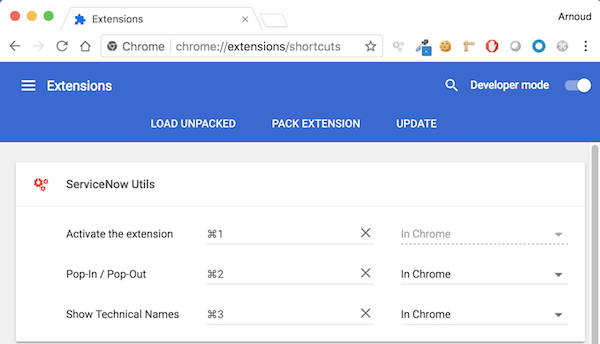 Extensions
Arnoud
Chrome chrome://extensions/shortcuts
Extensions Developer mode
LOAD UNPACKED PACK EXTENSION UPDATE
ServiceNow Utils
Activate the extension ⌘1 In Chrome
Pop-In / Pop-Out ⌘2 In Chrome
Show Technical Names ⌘3 In Chrome